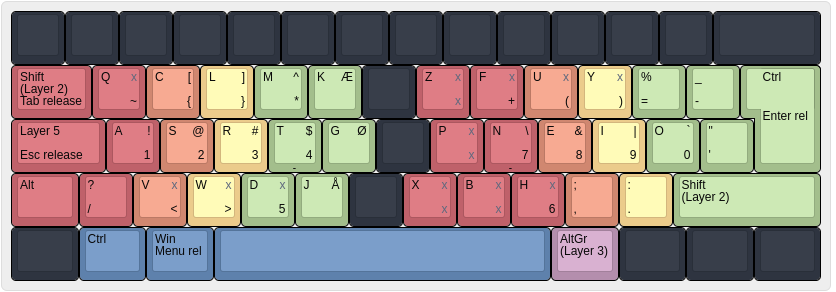 Shift Q x C [ L ] M ^ K Æ Z x F x U x Y x % _ Ctrl
(Layer 2)
Tab release ~ { } * x + ( ) = -
Enter rel
Layer 5 A ! S @ R # T $ G Ø P x N \ E & I | O ` "
Esc release 1 2 3 4 x 7 8 9 0 '
Alt ? V x W x D x J Å X x B x H x ; : Shift
(Layer 2)
/ < > 5 x x 6 , .
Ctrl Win AltGr
Menu rel (Layer 3)